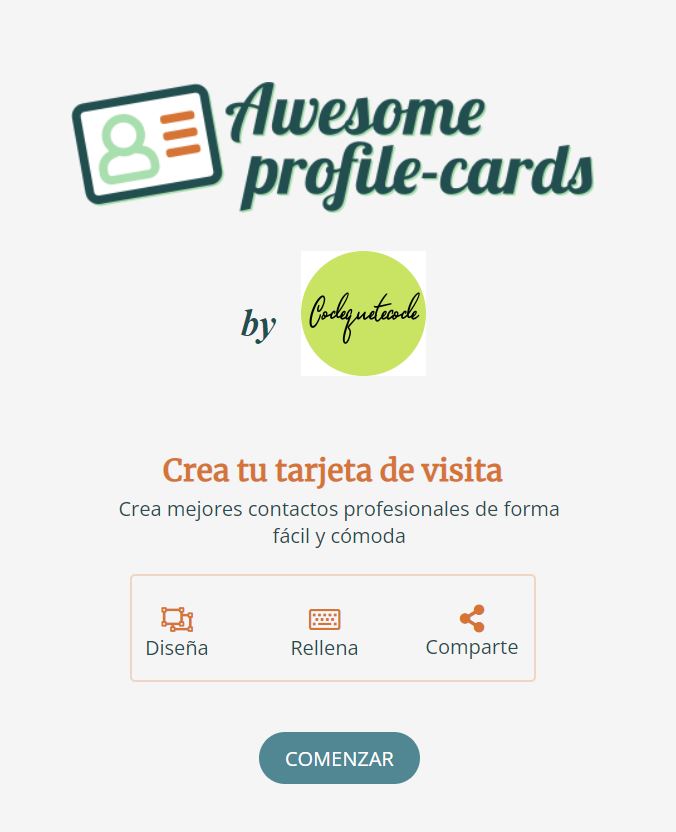 Awesome
profile-cards
by
Codequetecode
Crea tu tarjeta de visita
Crea mejores contactos profesionales de forma
fácil y cómoda
Diseña Rellena Comparte
COMENZAR